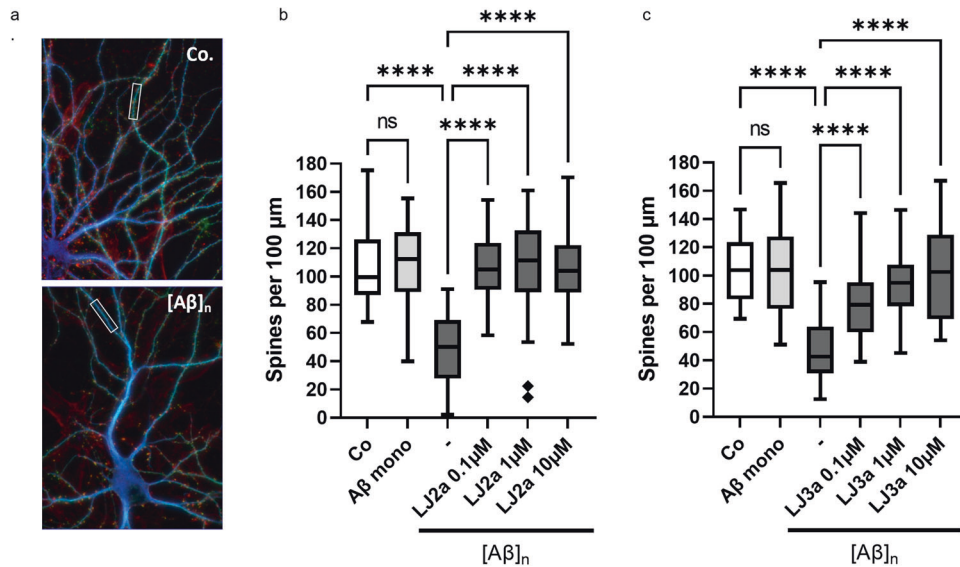 a
.
Co.
[Aβ]n
b
****
**** ****
ns ****
Spines per 100 µm
180
160
140
120
100
80
60
40
20
0
Co
Aβ mono
-
LJ2a 0.1µM
LJ2a 1µM
LJ2a 10µM
[Aβ]n
c
****
**** ****
ns ****
Spines per 100 µm
180
160
140
120
100
80
60
40
20
0
Co
Aβ mono
-
LJ3a 0.1µM
LJ3a 1µM
LJ3a 10µM
[Aβ]n